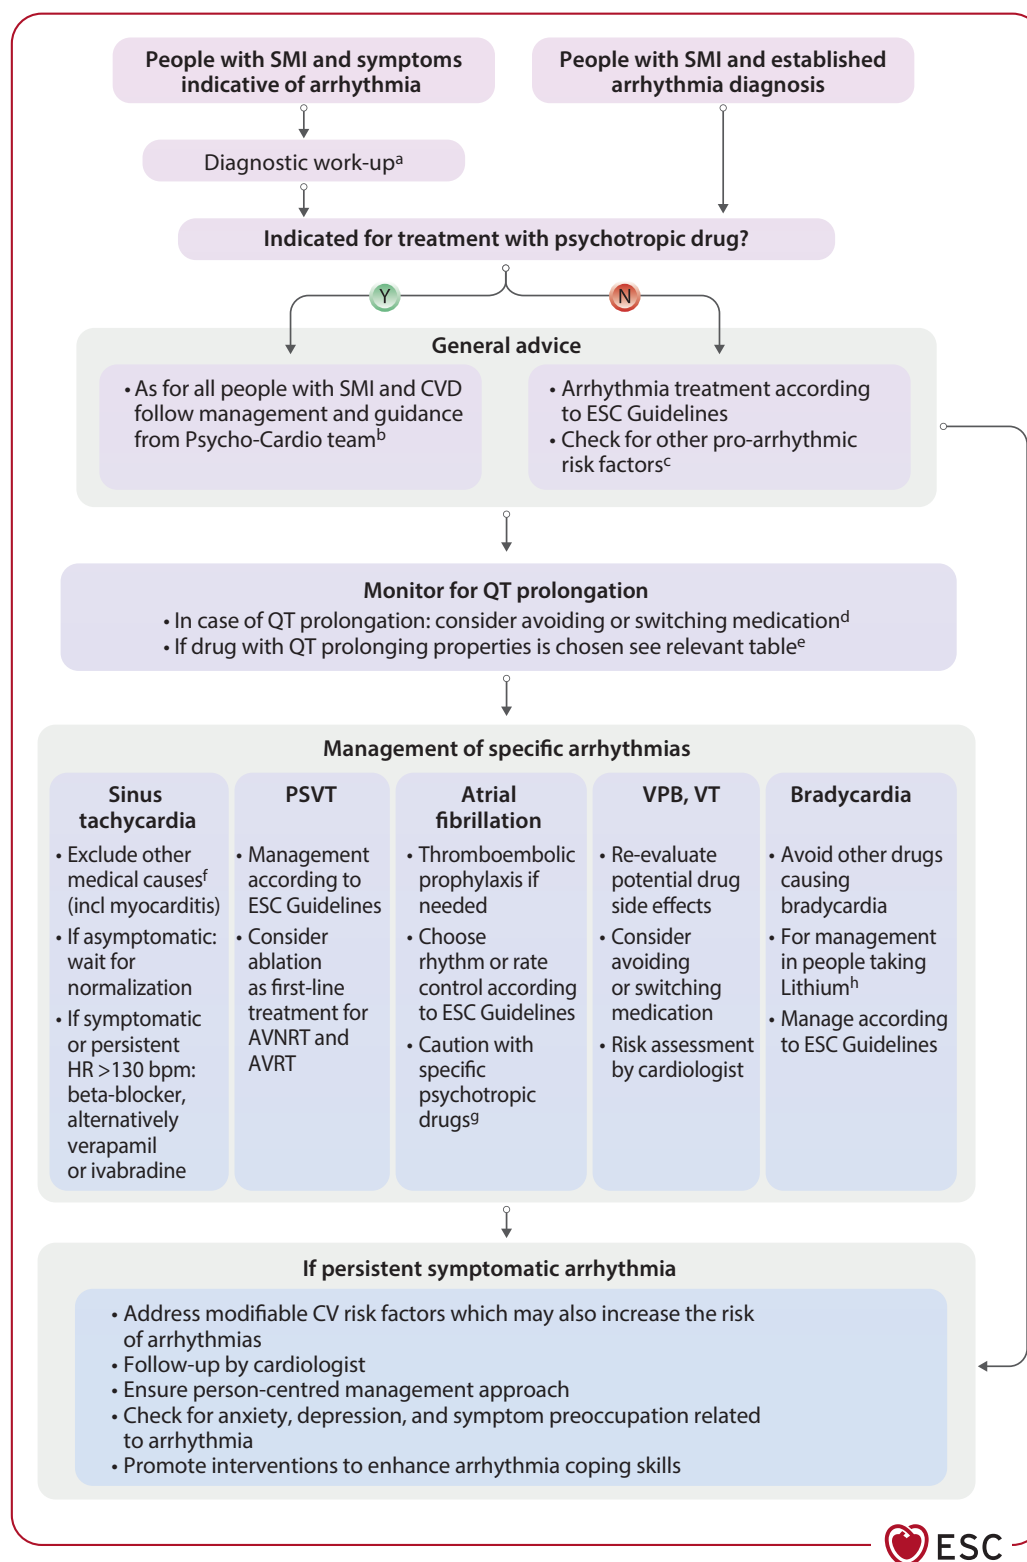 People with SMI and symptoms
indicative of arrhythmia
People with SMI and established
arrhythmia diagnosis
Diagnostic work-upᵃ
Indicated for treatment with psychotropic drug?
Y
N
General advice
• As for all people with SMI and CVD
follow management and guidance
from Psycho-Cardio teamᵇ
• Arrhythmia treatment according
to ESC Guidelines
• Check for other pro-arrhythmic
risk factorsᶜ
Monitor for QT prolongation
• In case of QT prolongation: consider avoiding or switching medicationᵈ
• If drug with QT prolonging properties is chosen see relevant tableᵉ
Management of specific arrhythmias
Sinus
tachycardia
• Exclude other
medical causesᶠ
(incl myocarditis)
• If asymptomatic:
wait for
normalization
• If symptomatic
or persistent
HR >130 bpm:
beta-blocker,
alternatively
verapamil
or ivabradine
PSVT
• Management
according to
ESC Guidelines
• Consider
ablation
as first-line
treatment for
AVNRT and
AVRT
Atrial
fibrillation
• Thromboembolic
prophylaxis if
needed
• Choose
rhythm or rate
control according
to ESC Guidelines
• Caution with
specific
psychotropic
drugsᵍ
VPB, VT
• Re-evaluate
potential drug
side effects
• Consider
avoiding
or switching
medication
• Risk assessment
by cardiologist
Bradycardia
• Avoid other drugs
causing
bradycardia
• For management
in people taking
Lithiumʰ
• Manage according
to ESC Guidelines
If persistent symptomatic arrhythmia
• Address modifiable CV risk factors which may also increase the risk
of arrhythmias
• Follow-up by cardiologist
• Ensure person-centred management approach
• Check for anxiety, depression, and symptom preoccupation related
to arrhythmia
• Promote interventions to enhance arrhythmia coping skills
ESC